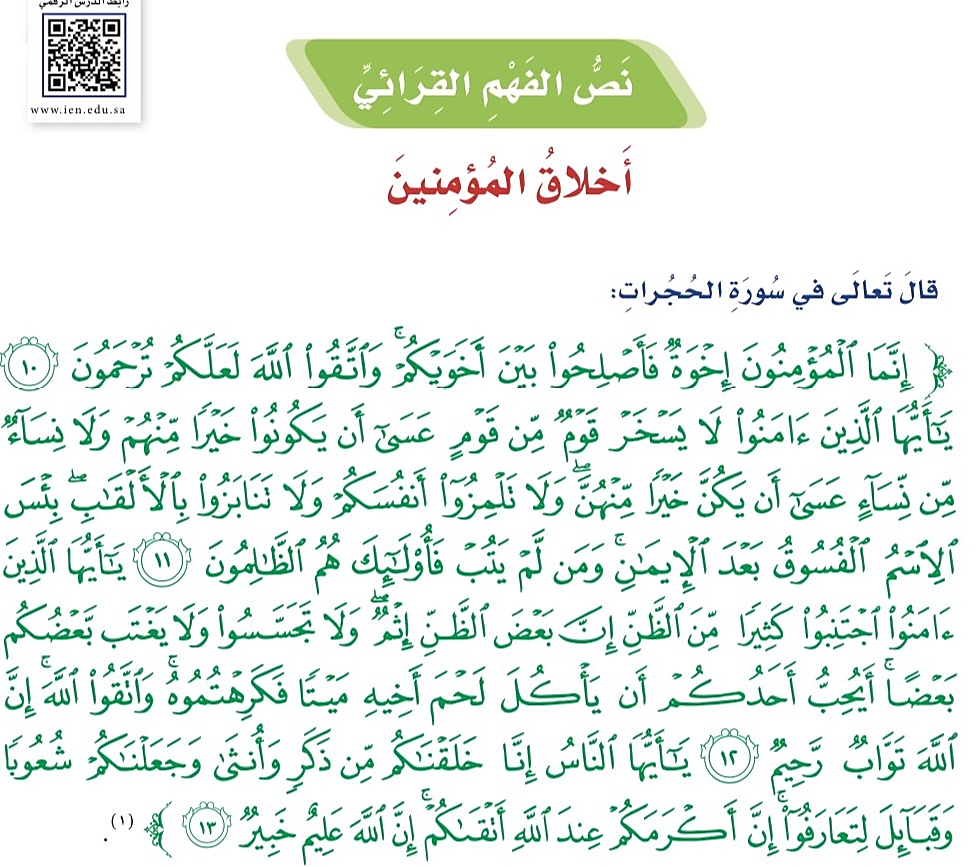 رابط الدرس الرقمي
www.ien.edu.sa
نَصُّ الفَهْمِ القِرَائِيِّ
أَخلاقُ المُؤمِنينَ
قالَ تَعالَى في سُورَةِ الحُجُراتِ:
﴿ إِنَّمَا ٱلۡمُؤۡمِنُونَ إِخۡوَةٞ فَأَصۡلِحُواْ بَيۡنَ أَخَوَيۡكُمۡۚ وَٱتَّقُواْ ٱللَّهَ لَعَلَّكُمۡ تُرۡحَمُونَ ١٠
يَٰٓأَيُّهَا ٱلَّذِينَ ءَامَنُواْ لَا يَسۡخَرۡ قَوۡمٞ مِّن قَوۡمٍ عَسَىٰٓ أَن يَكُونُواْ خَيۡرٗا مِّنۡهُمۡ وَلَا نِسَآءٞ
مِّن نِّسَآءٍ عَسَىٰٓ أَن يَكُنَّ خَيۡرٗا مِّنۡهُنَّۖ وَلَا تَلۡمِزُوٓاْ أَنفُسَكُمۡ وَلَا تَنَابَزُواْ بِٱلۡأَلۡقَٰبِۖ بِئۡسَ
ٱلِٱسۡمُ ٱلۡفُسُوقُ بَعۡدَ ٱلۡإِيمَٰنِۚ وَمَن لَّمۡ يَتُبۡ فَأُوْلَٰٓئِكَ هُمُ ٱلظَّٰلِمُونَ ١١ يَٰٓأَيُّهَا ٱلَّذِينَ
ءَامَنُواْ ٱجۡتَنِبُواْ كَثِيرٗا مِّنَ ٱلظَّنِّ إِنَّ بَعۡضَ ٱلظَّنِّ إِثۡمٞۖ وَلَا تَجَسَّسُواْ وَلَا يَغۡتَب بَّعۡضُكُم
بَعۡضًاۚ أَيُحِبُّ أَحَدُكُمۡ أَن يَأۡكُلَ لَحۡمَ أَخِيهِ مَيۡتٗا فَكَرِهۡتُمُوهُۚ وَٱتَّقُواْ ٱللَّهَۚ إِنَّ
ٱللَّهَ تَوَّابٞ رَّحِيمٞ ١٢ يَٰٓأَيُّهَا ٱلنَّاسُ إِنَّا خَلَقۡنَٰكُم مِّن ذَكَرٖ وَأُنثَىٰ وَجَعَلۡنَٰكُمۡ شُعُوبٗا
وَقَبَآئِلَ لِتَعَارَفُوٓاْۚ إِنَّ أَكۡرَمَكُمۡ عِندَ ٱللَّهِ أَتۡقَىٰكُمۡۚ إِنَّ ٱللَّهَ عَلِيمٌ خَبِيرٞ ١٣ ﴾ (١).